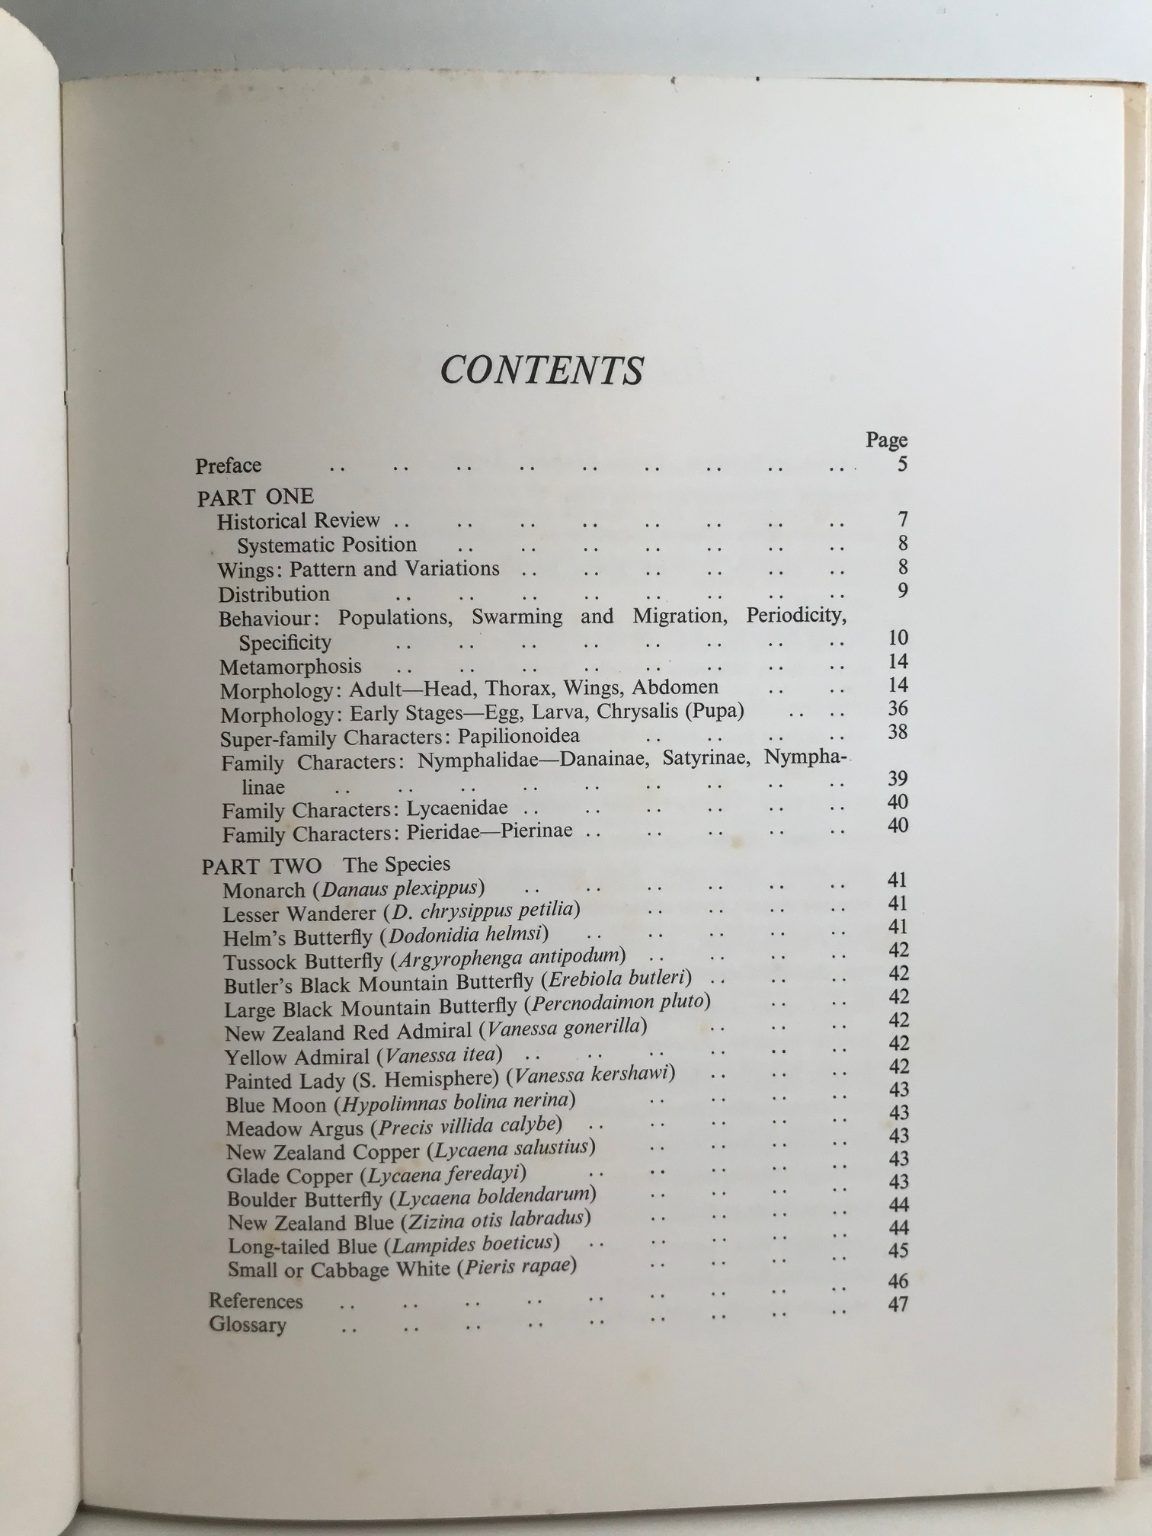 CONTENTS
Page
Preface .. .. .. .. .. .. .. .. .. 5
PART ONE
Historical Review .. .. .. .. .. .. .. .. 7
Systematic Position .. .. .. .. .. .. .. 8
Wings: Pattern and Variations .. .. .. .. .. .. 8
Distribution .. .. .. .. .. .. .. .. 9
Behaviour: Populations, Swarming and Migration, Periodicity,
Specificity .. .. .. .. .. .. .. .. 10
Metamorphosis .. .. .. .. .. .. .. .. 14
Morphology: Adult—Head, Thorax, Wings, Abdomen .. .. 14
Morphology: Early Stages—Egg, Larva, Chrysalis (Pupa) .. .. 36
Super-family Characters: Papilionoidea .. .. .. .. 38
Family Characters: Nymphalidae—Danainae, Satyrinae, Nympha-
linae .. .. .. .. .. .. .. .. .. 39
Family Characters: Lycaenidae .. .. .. .. .. .. 40
Family Characters: Pieridae—Pierinae .. .. .. .. .. 40
PART TWO The Species
Monarch (Danaus plexippus) .. .. .. .. .. .. 41
Lesser Wanderer (D. chrysippus petilia) .. .. .. .. 41
Helm's Butterfly (Dodonidia helmsi) .. .. .. .. .. 41
Tussock Butterfly (Argyrophenga antipodum) .. .. .. .. 42
Butler's Black Mountain Butterfly (Erebiola butleri) .. .. .. 42
Large Black Mountain Butterfly (Percnodaimon pluto) .. .. 42
New Zealand Red Admiral (Vanessa gonerilla) .. .. .. 42
Yellow Admiral (Vanessa itea) .. .. .. .. .. .. 42
Painted Lady (S. Hemisphere) (Vanessa kershawi) .. .. .. 42
Blue Moon (Hypolimnas bolina nerina) .. .. .. .. 43
Meadow Argus (Precis villida calybe) .. .. .. .. .. 43
New Zealand Copper (Lycaena salustius) .. .. .. .. 43
Glade Copper (Lycaena feredayi) .. .. .. .. .. 43
Boulder Butterfly (Lycaena boldendarum) .. .. .. .. 43
New Zealand Blue (Zizina otis labradus) .. .. .. .. 44
Long-tailed Blue (Lampides boeticus) .. .. .. .. .. 44
Small or Cabbage White (Pieris rapae) .. .. .. .. 45
References .. .. .. .. .. .. .. .. .. 46
Glossary .. .. .. .. .. .. .. .. .. 47